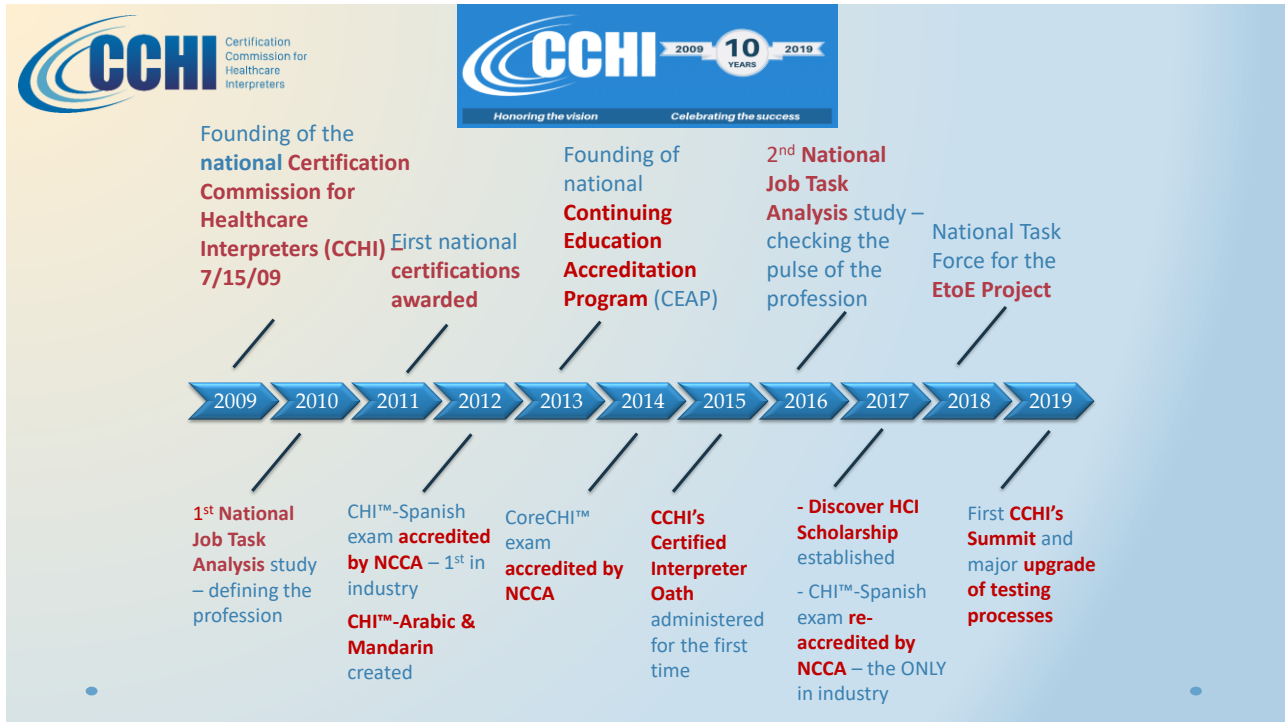 CCHI
Certification
Commission for
Healthcare
Interpreters
CCHI
2009
10
YEARS
2019
Honoring the vision
Celebrating the success
Founding of the
national Certification
Commission for
Healthcare
Interpreters (CCHI) –
7/15/09
First national
certifications
awarded
Founding of
national
Continuing
Education
Accreditation
Program (CEAP)
2nd National
Job Task
Analysis study –
checking the
pulse of the
profession
National Task
Force for the
EtoE Project
2009
2010
2011
2012
2013
2014
2015
2016
2017
2018
2019
1st National
Job Task
Analysis study
– defining the
profession
CHI™-Spanish
exam accredited
by NCCA – 1st in
industry
CHI™-Arabic &
Mandarin
created
CoreCHI™
exam
accredited by
NCCA
CCHI’s
Certified
Interpreter
Oath
administered
for the first
time
- Discover HCI
Scholarship
established
- CHI™-Spanish
exam re-
accredited by
NCCA – the ONLY
in industry
First CCHI’s
Summit and
major upgrade
of testing
processes